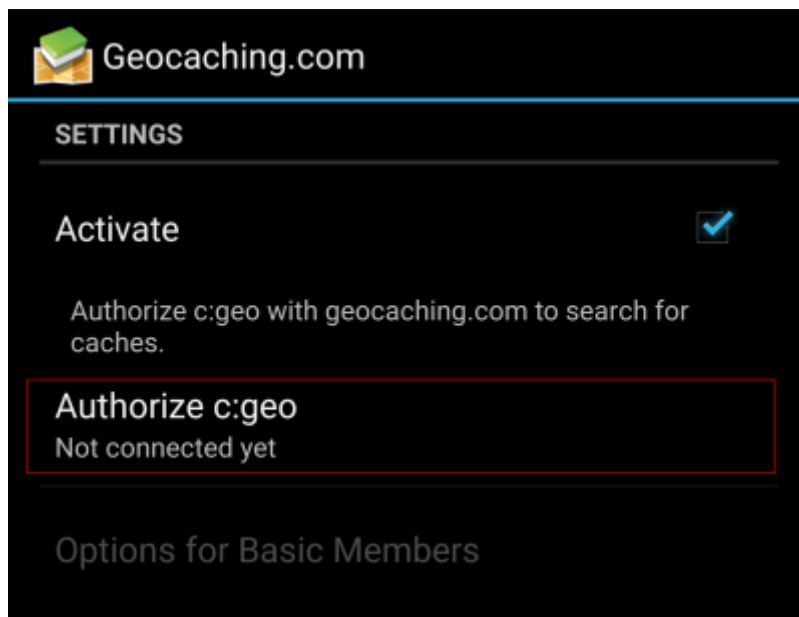 Geocaching.com
SETTINGS
Activate
Authorize c:geo with geocaching.com to search for
caches.
Authorize c:geo
Not connected yet
Options for Basic Members